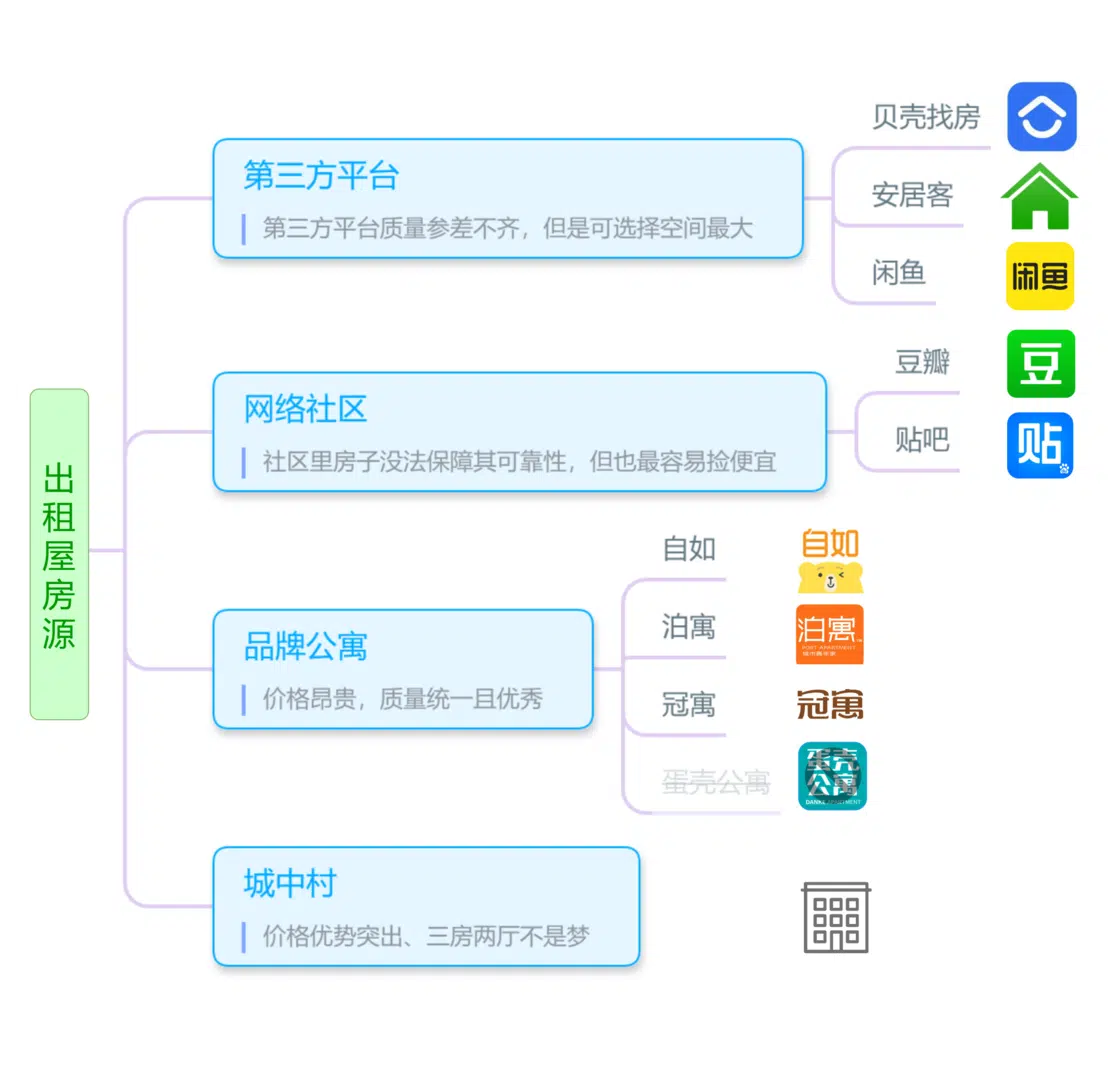 出租屋房源
第三方平台
第三方平台质量参差不齐，但是可选择空间最大
贝壳找房
安居客
闲鱼
闲鱼
网络社区
社区里房子没法保障其可靠性，但也最容易捡便宜
豆瓣
豆
贴吧
贴
品牌公寓
价格昂贵，质量统一且优秀
自如
自如
泊寓
泊寓
PORT APARTMENT
冠寓
冠寓
蛋壳公寓
蛋壳
公寓
城中村
价格优势突出、三房两厅不是梦